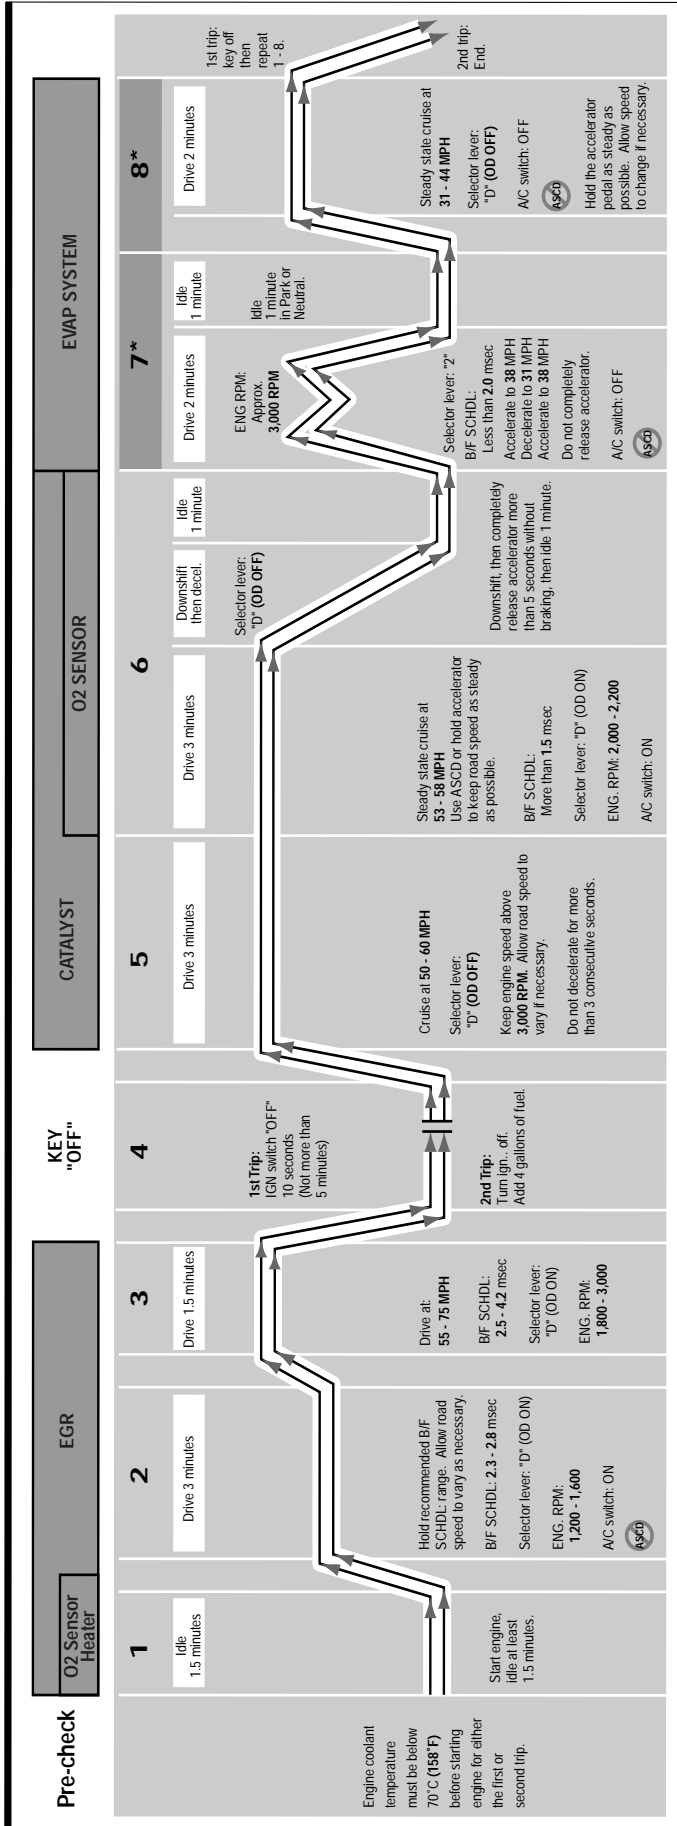 Pre-check
O2 Sensor
Heater
EGR
KEY
"OFF"
CATALYST
O2 SENSOR
EVAP SYSTEM
Engine coolant
temperature
must be below
70˚C (158˚F)
before starting
engine for either
the first or
second trip.
1
Idle
1.5 minutes
Start engine,
idle at least
1.5 minutes.
2
Drive 3 minutes
Hold recommended B/F
SCHDL: range. Allow road
speed to vary as necessary.
B/F SCHDL: 2.3 - 2.8 msec
Selector lever: "D" (OD ON)
ENG. RPM:
1,200 - 1,600
A/C switch: ON
ASCD
3
Drive 1.5 minutes
Drive at:
55 - 75 MPH
B/F SCHDL:
2.5 - 4.2 msec
Selector lever:
"D" (OD ON)
ENG. RPM:
1,800 - 3,000
4
1st Trip:
IGN switch "OFF"
10 seconds
(Not more than
5 minutes)
2nd Trip:
Turn ign.. off.
Add 4 gallons of fuel.
5
Drive 3 minutes
Cruise at 50 - 60 MPH
Selector lever:
"D" (OD OFF)
Keep engine speed above
3,000 RPM. Allow road speed to
vary if necessary.
Do not decelerate for more
than 3 consecutive seconds.
6
Drive 3 minutes
Steady state cruise at
53 - 58 MPH
Use ASCD or hold accelerator
to keep road speed as steady
as possible.
B/F SCHDL:
More than 1.5 msec
Selector lever: "D" (OD ON)
ENG. RPM: 2,000 - 2,200
A/C switch: ON
Downshift
then decel.
Selector lever:
"D" (OD OFF)
Idle
1 minute
Downshift, then completely
release accelerator more
than 5 seconds without
braking, then idle 1 minute.
7*
Drive 2 minutes
ENG RPM:
Approx.
3,000 RPM
Selector lever: "2"
B/F SCHDL:
Less than 2.0 msec
Accelerate to 38 MPH
Decelerate to 31 MPH
Accelerate to 38 MPH
Do not completely
release accelerator.
A/C switch: OFF
ASCD
Idle
1 minute
Idle
1 minute
in Park or
Neutral.
8*
Drive 2 minutes
Steady state cruise at
31 - 44 MPH
Selector lever:
"D" (OD OFF)
A/C switch: OFF
ASCD
Hold the accelerator
pedal as steady as
possible. Allow speed
to change if necessary.
1st trip:
key off
then
repeat
1 - 8.
2nd trip:
End.